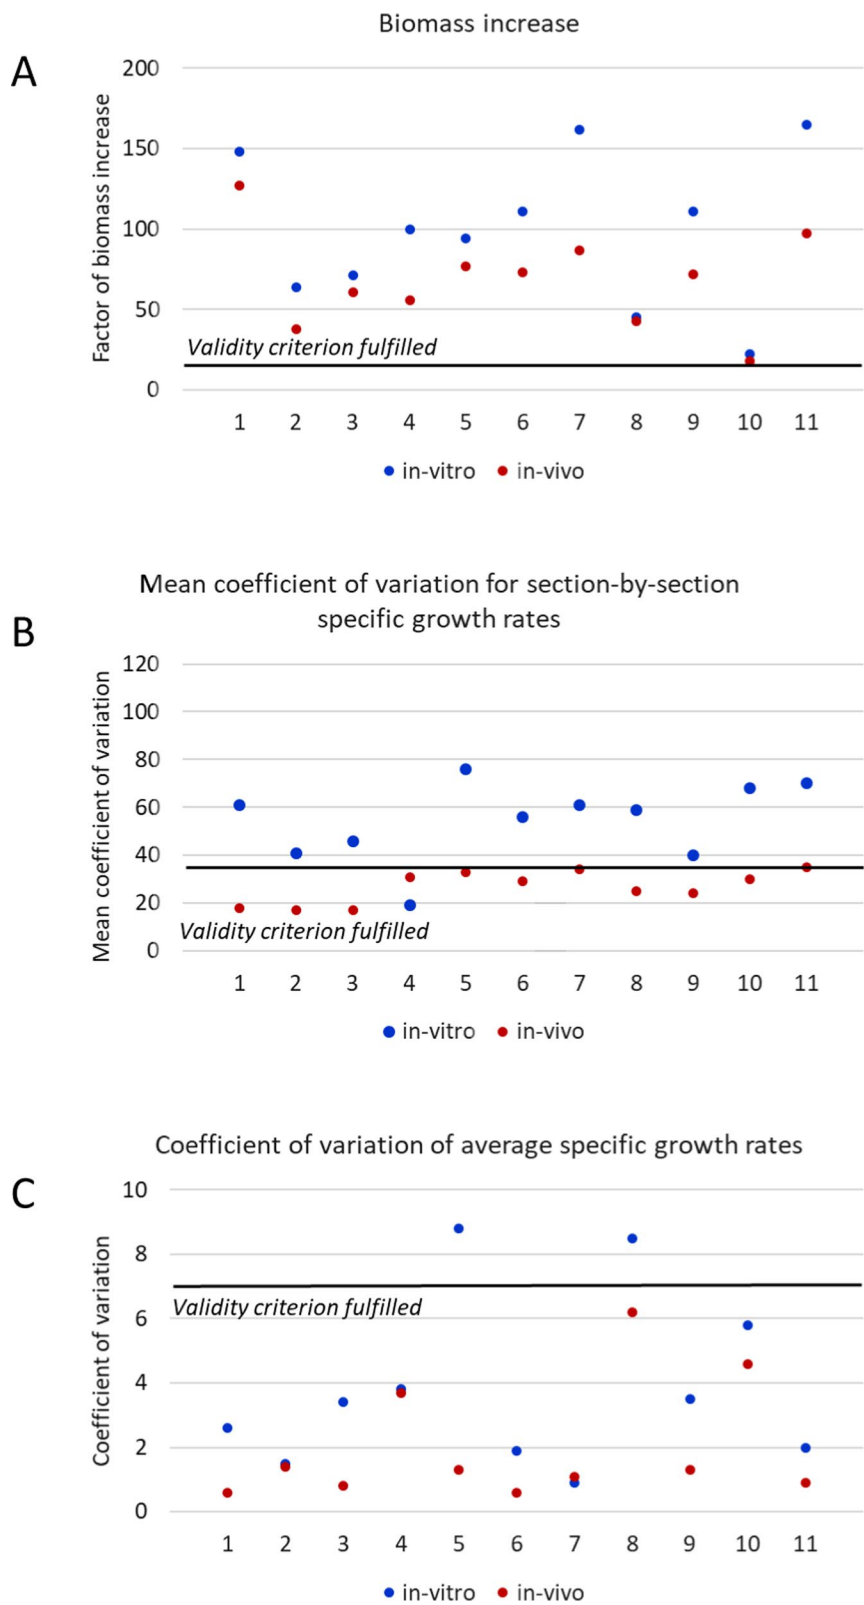 Biomass increase
A
Factor of biomass increase
200
150
100
50
0
Validity criterion fulfilled
1 2 3 4 5 6 7 8 9 10 11
in-vitro in-vivo
Mean coefficient of variation for section-by-section
specific growth rates
B
Mean coefficient of variation
120
100
80
60
40
20
0
Validity criterion fulfilled
1 2 3 4 5 6 7 8 9 10 11
in-vitro in-vivo
Coefficient of variation of average specific growth rates
C
Coefficient of variation
10
8
6
4
2
0
Validity criterion fulfilled
1 2 3 4 5 6 7 8 9 10 11
in-vitro in-vivo